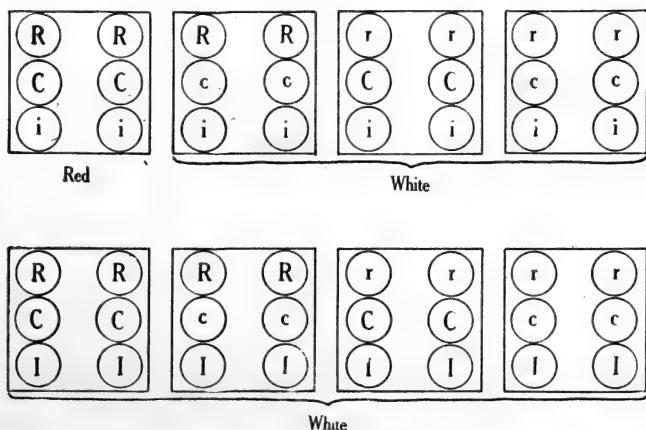 R R R R r r r r
C C c c C C c c
i i i i i i i i
Red White
R R R R r r r r
C C c c C C c c
I I I I I I I I
White